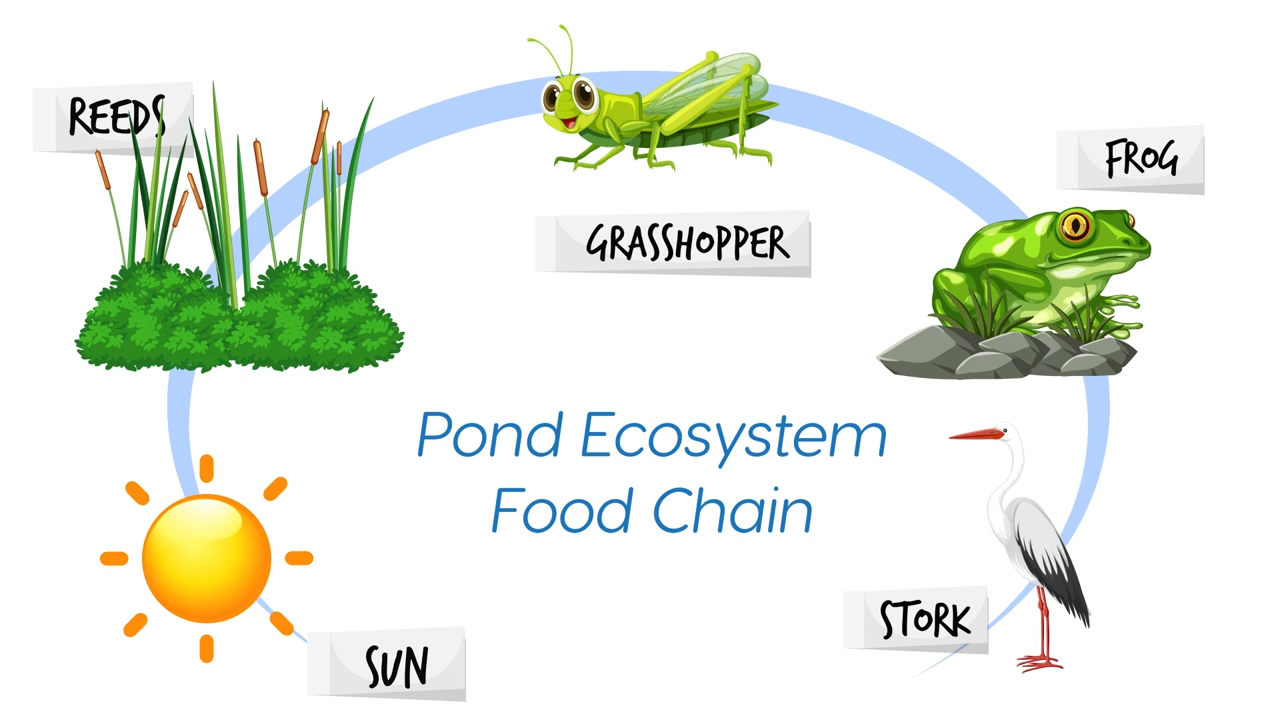 REEDS
GRASSHOPPER
FROG
Pond Ecosystem
Food Chain
STORK
SUN